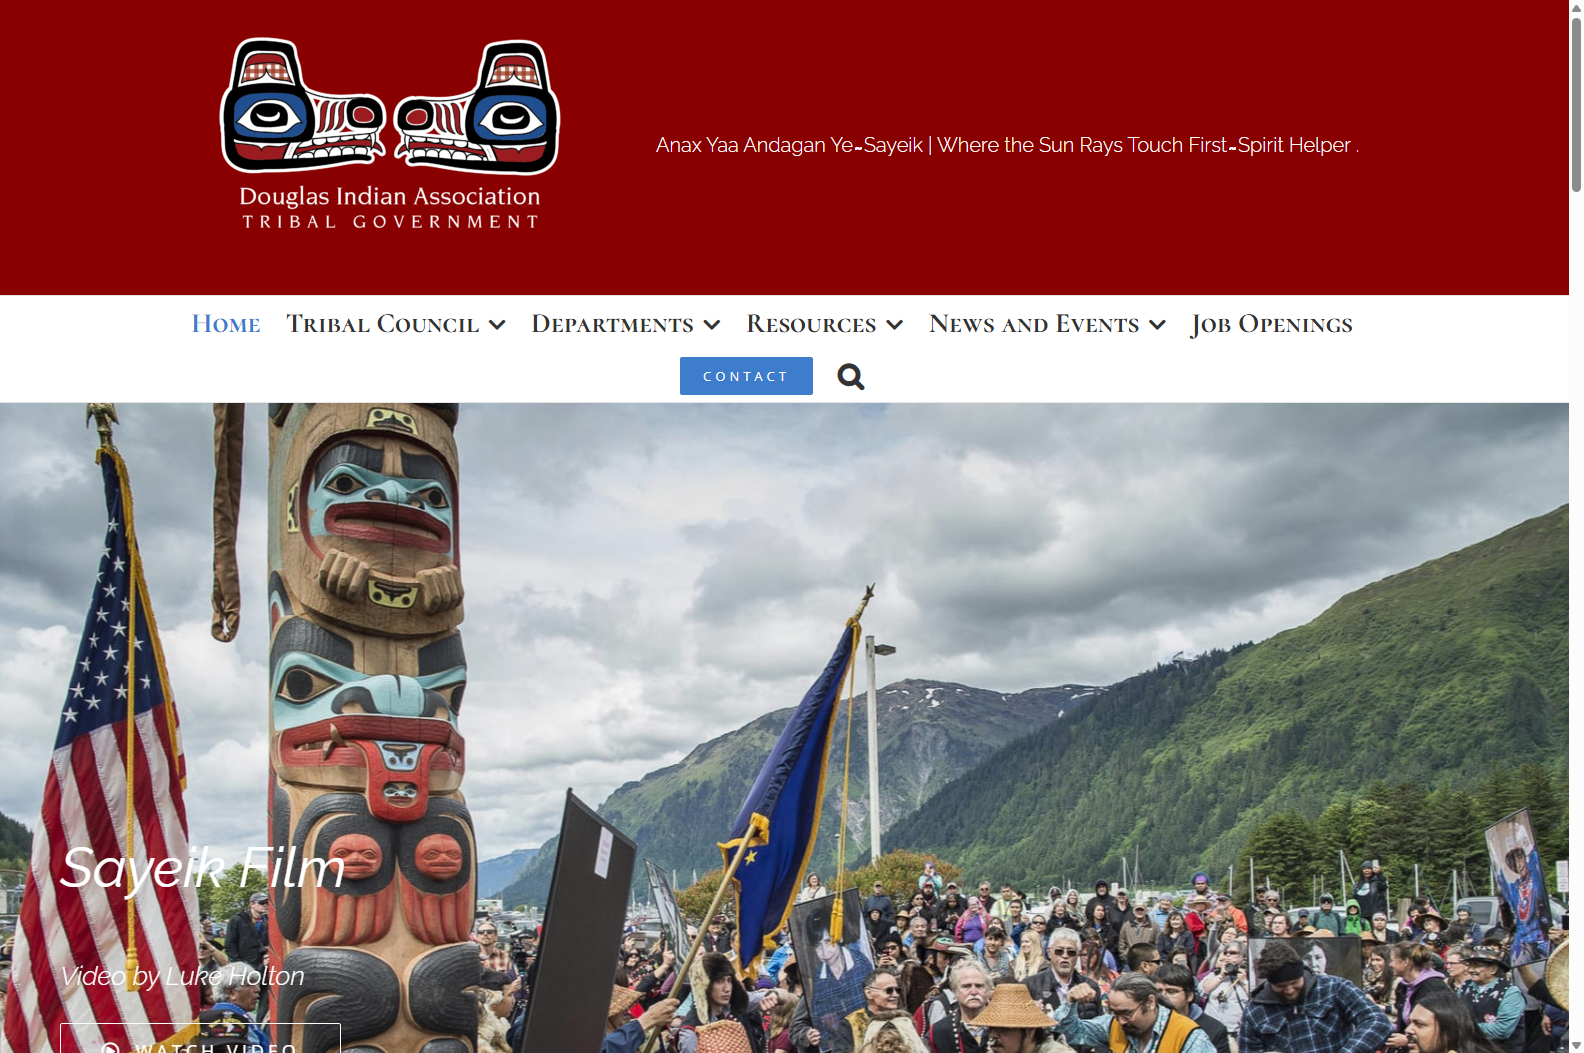 Douglas Indian Association
TRIBAL GOVERNMENT
Anax Yaa Andagan Ye~Sayeik | Where the Sun Rays Touch First~Spirit Helper .
Home Tribal Council Departments Resources News and Events Job Openings
CONTACT
Sayeik Film
Video by Luke Holton
WATCH VIDEO